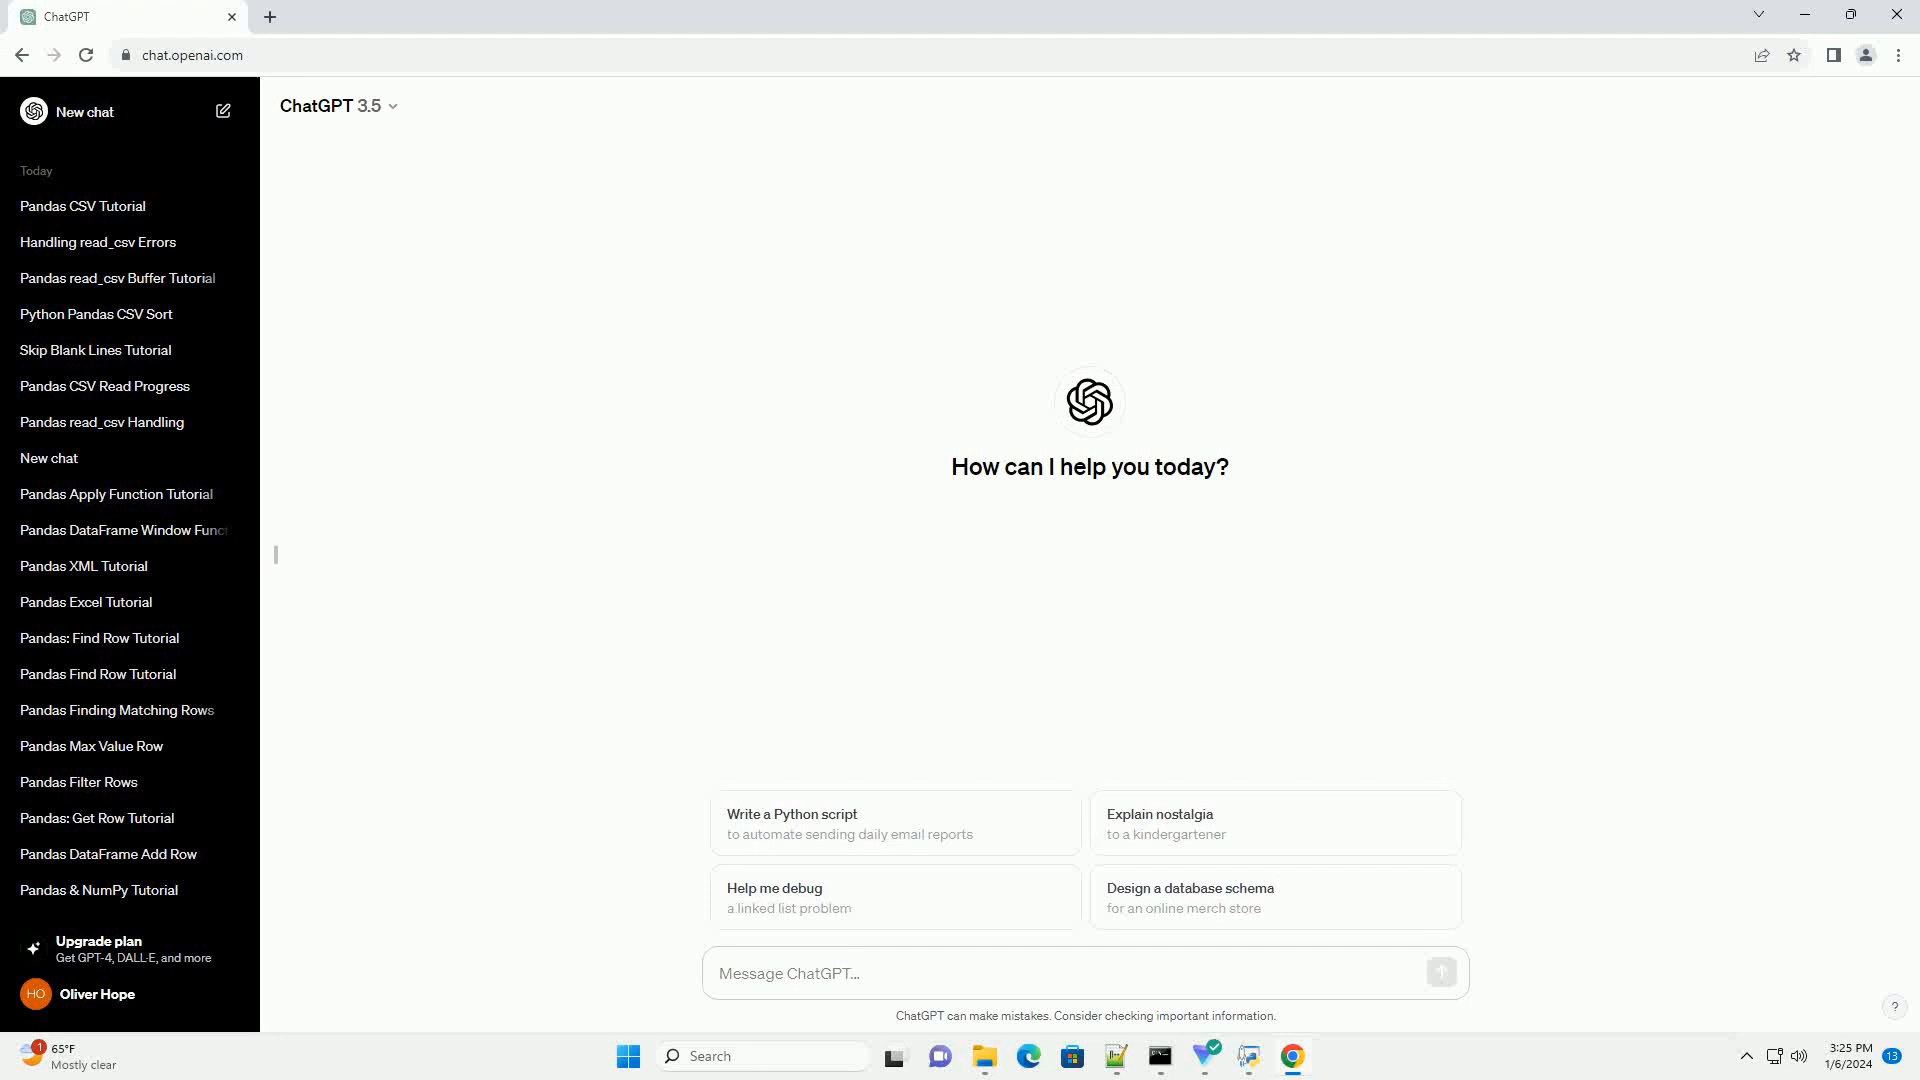 ChatGPT
chat.openai.com
New chat
ChatGPT 3.5
Today
Pandas CSV Tutorial
Handling read_csv Errors
Pandas read_csv Buffer Tutorial
Python Pandas CSV Sort
Skip Blank Lines Tutorial
Pandas CSV Read Progress
Pandas read_csv Handling
New chat
Pandas Apply Function Tutorial
Pandas DataFrame Window Func
Pandas XML Tutorial
Pandas Excel Tutorial
Pandas: Find Row Tutorial
Pandas Find Row Tutorial
Pandas Finding Matching Rows
Pandas Max Value Row
Pandas Filter Rows
Pandas: Get Row Tutorial
Pandas DataFrame Add Row
Pandas & NumPy Tutorial
Upgrade plan
Get GPT-4, DALL·E, and more
HO
Oliver Hope
How can I help you today?
Write a Python script
to automate sending daily email reports
Explain nostalgia
to a kindergartener
Help me debug
a linked list problem
Design a database schema
for an online merch store
Message ChatGPT...
ChatGPT can make mistakes. Consider checking important information.
?
1
65°F
Mostly clear
Search
3:25 PM
1/6/2024
13